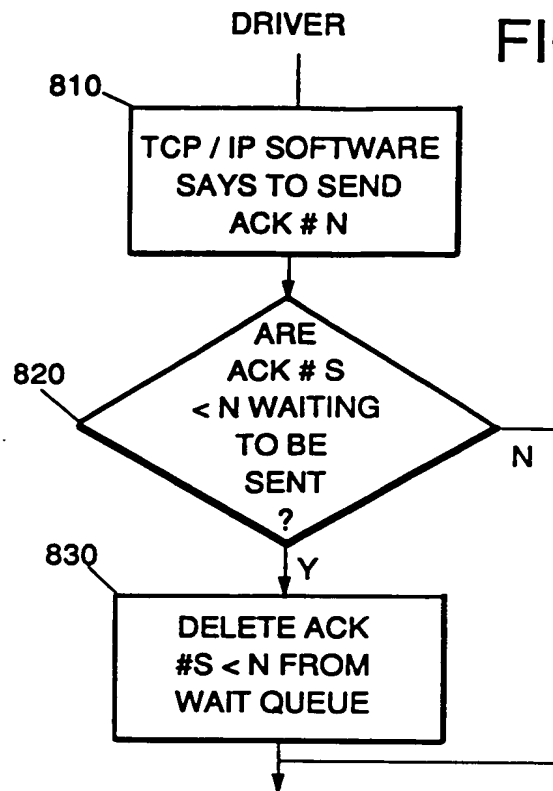 DRIVER
FI
810
TCP / IP SOFTWARE
SAYS TO SEND
ACK # N
ARE
ACK # S
< N WAITING
TO BE
SENT
?
820
N
Y
830
DELETE ACK
#S < N FROM
WAIT QUEUE